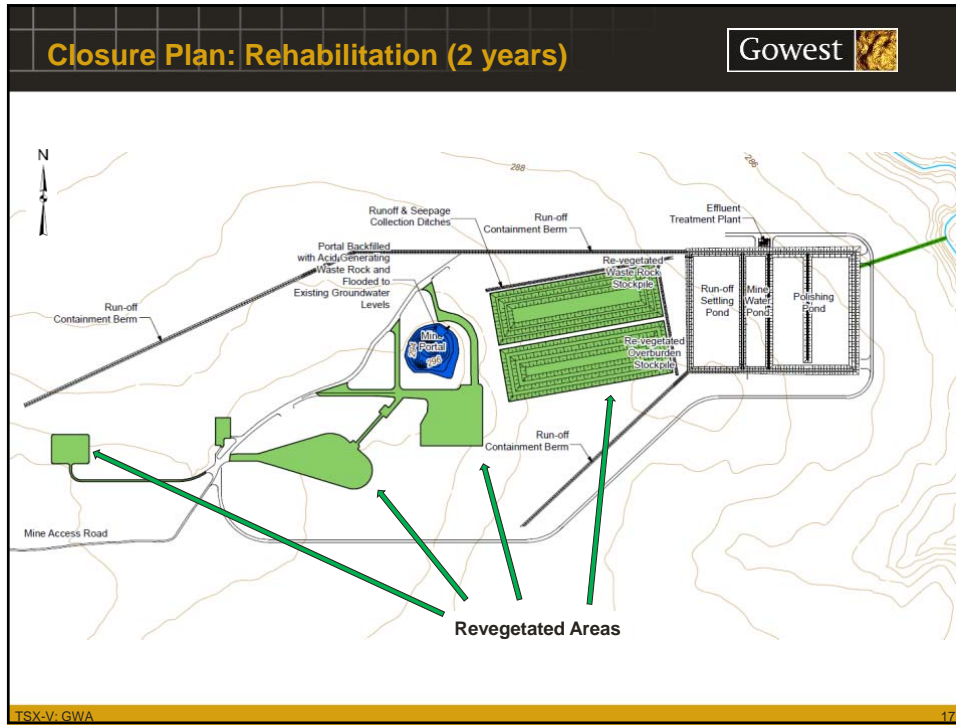 Closure Plan: Rehabilitation (2 years)
Gowest
N
288
286
Effluent
Treatment Plant
Runoff & Seepage
Collection Ditches
Run-off
Containment Berm
Portal Backfilled
with Acid Generating
Waste Rock and
Flooded to
Existing Groundwater
Levels
Re-vegetated
Waste Rock
Stockpile
Run-off
Settling
Pond
Mine
Water
Pond
Polishing
Pond
Run-off
Containment Berm
Mine
Portal
296
Re-vegetated
Overburden
Stockpile
Run-off
Containment Berm
Mine Access Road
Revegetated Areas
TSX-V: GWA
17